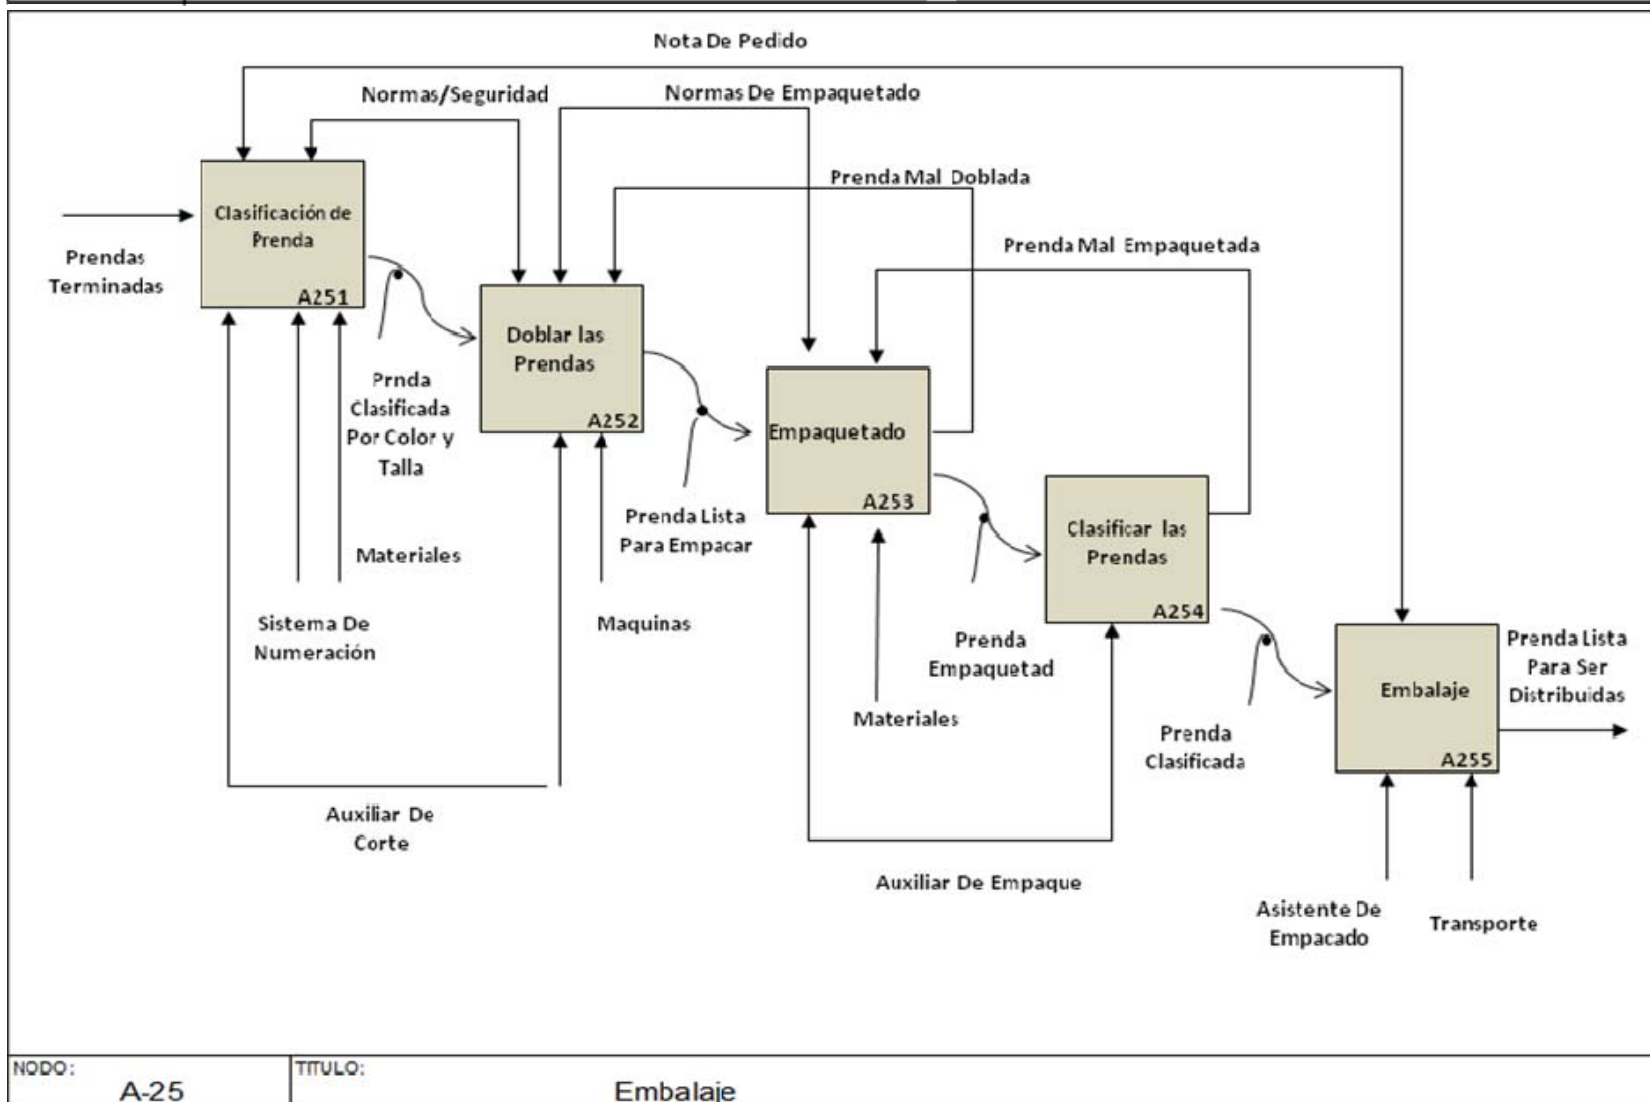 Nota De Pedido
Normas/Seguridad
Normas De Empaquetado
Prenda Mal Doblada
Prenda Mal Empaquetada
Clasificación de
Prenda
A251
Prendas
Terminadas
Doblar las
Prendas
A252
Prnda
Clasificada
Por Color y
Talla
Empaquetado
A253
Prenda Lista
Para Empacar
Materiales
Clasificar las
Prendas
A254
Sistema De
Numeración
Maquinas
Prenda
Empaquetad
Materiales
Prenda
Clasificada
Embalaje
A255
Prenda Lista
Para Ser
Distribuidas
Auxiliar De
Corte
Auxiliar De Empaque
Asistente De
Empacado
Transporte
NODO:
A-25
TITULO:
Embalaje